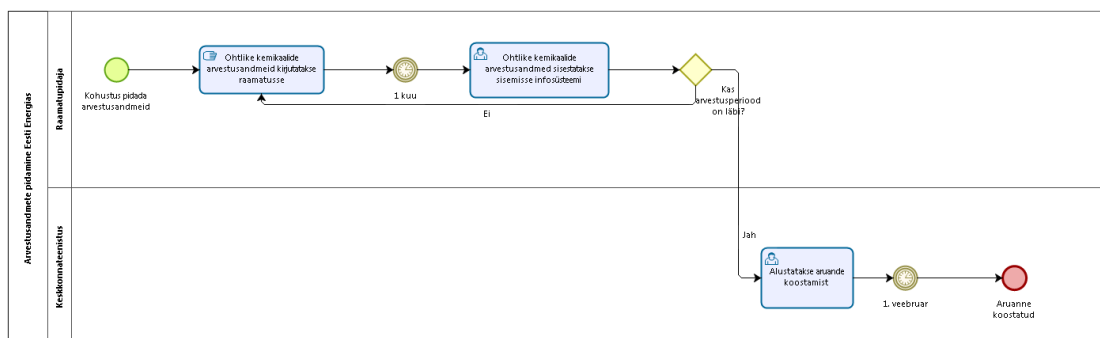 Arvestusandmete pidamine Eesti Energias
Raamatupidaja
Kohustus pidada
arvestusandmeid
Ohtlike kemikaalide
arvestusandmeid kirjutatakse
raamatusse
1 kuu
Ohtlike kemikaalide
arvestusandmed sisestatakse
sisemisse infosüsteemi
Kas
arvestusperiood
on läbi?
Ei
Keskkonnateenistus
Jah
Alustatakse aruande
koostamist
1. veebruar
Aruanne
koostatud